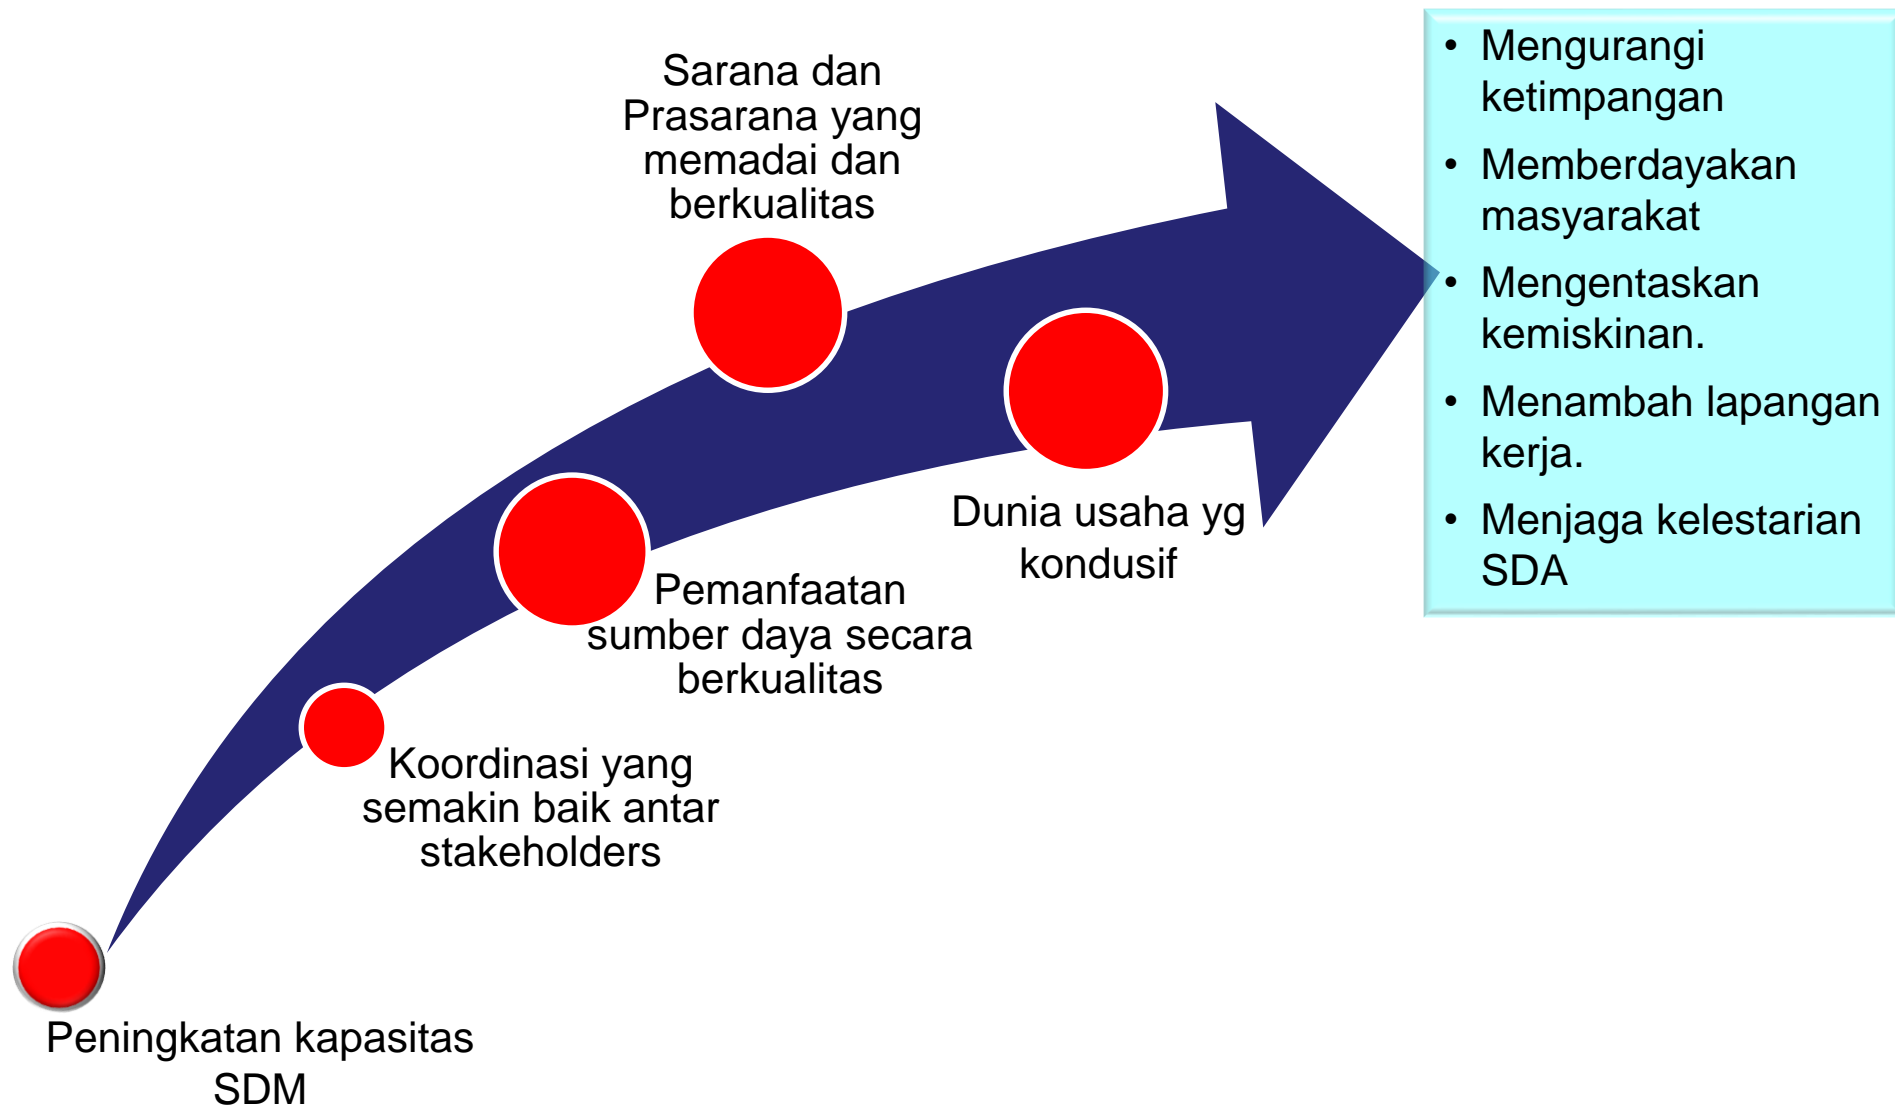 Sarana dan
Prasarana yang
memadai dan
berkualitas
Dunia usaha yg
kondusif
Pemanfaatan
sumber daya secara
berkualitas
Koordinasi yang
semakin baik antar
stakeholders
Peningkatan kapasitas
SDM
• Mengurangi
ketimpangan
• Memberdayakan
masyarakat
• Mengentaskan
kemiskinan.
• Menambah lapangan
kerja.
• Menjaga kelestarian
SDA